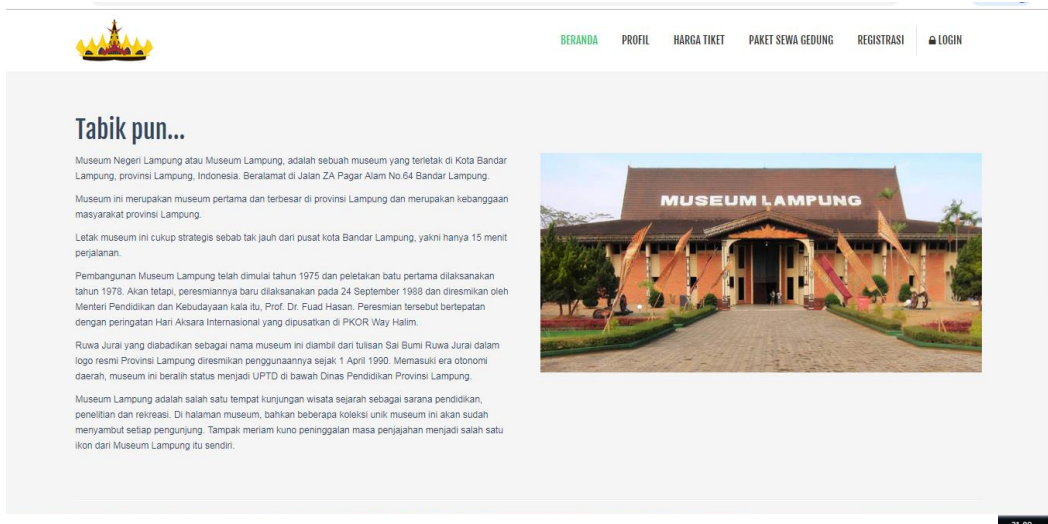 BERANDA PROFIL HARGA TIKET PAKET SEWA GEDUNG REGISTRASI LOGIN
Tabik pun...
Museum Negeri Lampung atau Museum Lampung, adalah sebuah museum yang terletak di Kota Bandar
Lampung, provinsi Lampung, Indonesia. Beralamat di Jalan ZA Pagar Alam No.64 Bandar Lampung.
Museum ini merupakan museum pertama dan terbesar di provinsi Lampung dan merupakan kebanggaan
masyarakat provinsi Lampung.
Letak museum ini cukup strategis sebab tak jauh dari pusat kota Bandar Lampung, yakni hanya 15 menit
perjalanan.
Pembangunan Museum Lampung telah dimulai tahun 1975 dan peletakan batu pertama dilaksanakan
tahun 1978. Akan tetapi, peresmiannya baru dilaksanakan pada 24 September 1988 dan diresmikan oleh
Menteri Pendidikan dan Kebudayaan kala itu, Prof. Dr. Fuad Hasan. Peresmian tersebut bertepatan
dengan peringatan Hari Aksara Internasional yang dipusatkan di PKOR Way Halim.
Ruwa Jurai yang diabadikan sebagai nama museum ini diambil dari tulisan Sai Bumi Ruwa Jurai dalam
logo resmi Provinsi Lampung diresmikan penggunaannya sejak 1 April 1990. Memasuki era otonomi
daerah, museum ini beralih status menjadi UPTD di bawah Dinas Pendidikan Provinsi Lampung.
Museum Lampung adalah salah satu tempat kunjungan wisata sejarah sebagai sarana pendidikan,
penelitian dan rekreasi. Di halaman museum, bahkan beberapa koleksi unik museum ini akan sudah
menyambut setiap pengunjung. Tampak meriam kuno peninggalan masa penjajahan menjadi salah satu
ikon dari Museum Lampung itu sendiri.
MUSEUM LAMPUNG